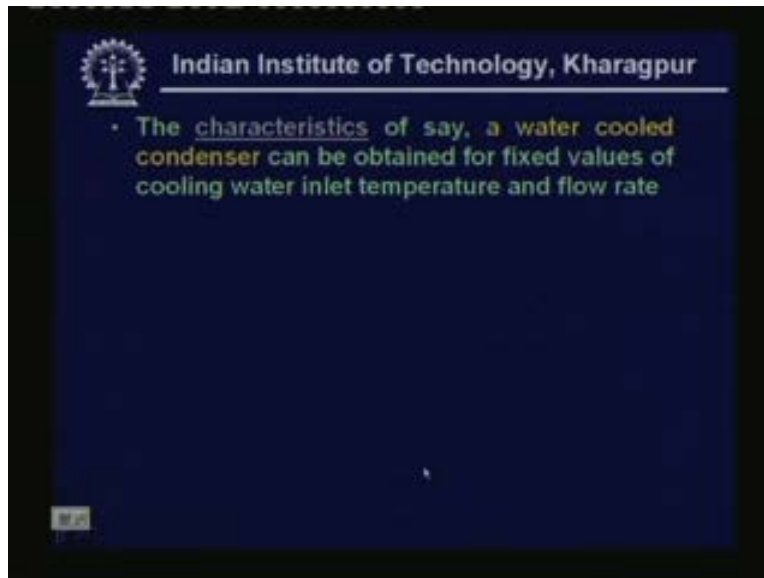 Indian Institute of Technology, Kharagpur
• The characteristics of say, a water cooled
condenser can be obtained for fixed values of
cooling water inlet temperature and flow rate